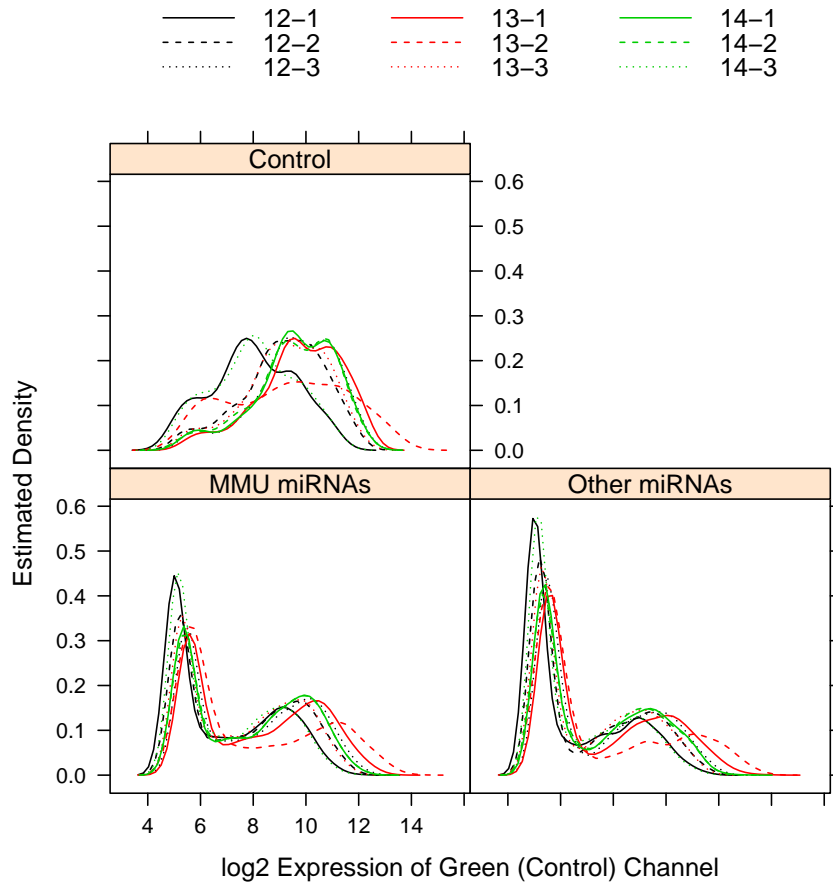 12−1 13−1 14−1
12−2 13−2 14−2
12−3 13−3 14−3
Control
0.6
0.5
0.4
0.3
0.2
0.1
0.0
Estimated Density
MMU miRNAs Other miRNAs
0.6
0.5
0.4
0.3
0.2
0.1
0.0
4 6 8 10 12 14
log2 Expression of Green (Control) Channel